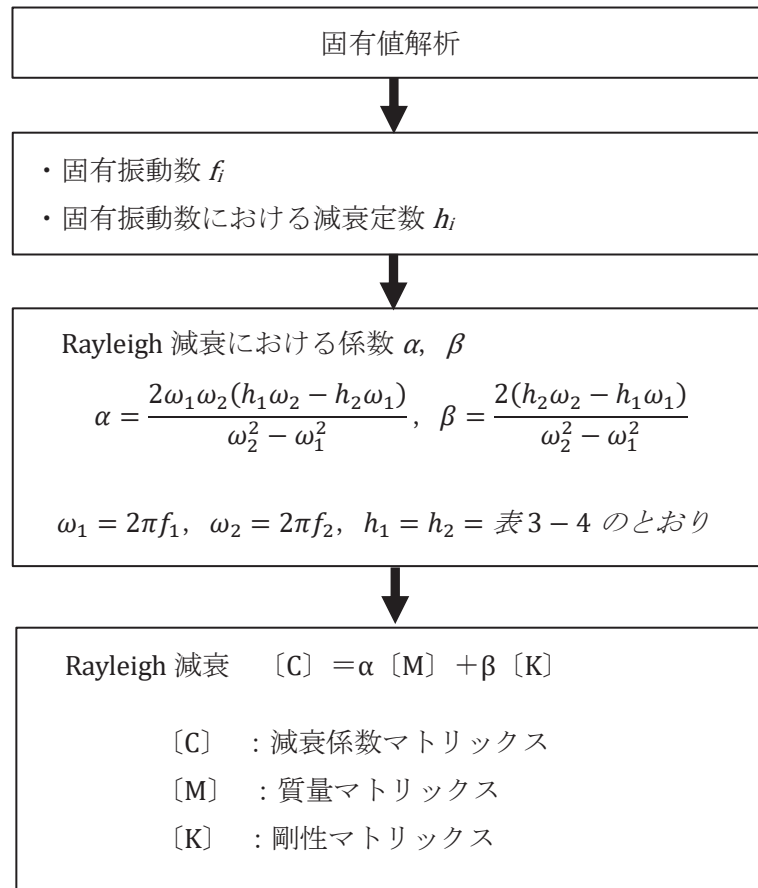 固有値解析
・固有振動数 fᵢ
・固有振動数における減衰定数 hᵢ
Rayleigh 減衰における係数 α, β
α = 2ω₁ω₂(h₁ω₂ − h₂ω₁) / (ω₂² − ω₁²), β = 2(h₂ω₂ − h₁ω₁) / (ω₂² − ω₁²)
ω₁ = 2πf₁, ω₂ = 2πf₂, h₁ = h₂ = 表 3 − 4 のとおり
Rayleigh 減衰 〔C〕＝α〔M〕＋β〔K〕
〔C〕 :減衰係数マトリックス
〔M〕 :質量マトリックス
〔K〕 :剛性マトリックス